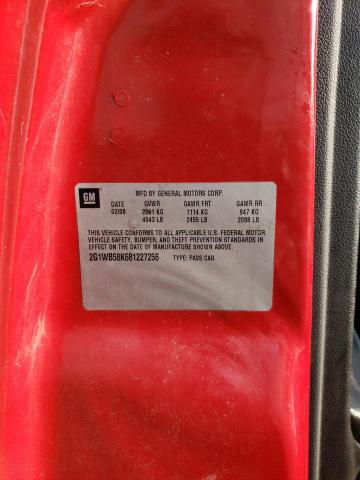 GM
MFD BY GENERAL MOTORS CORP.
DATE GVWR GAWR FRT GAWR RR
02/08 2061 KG 1114 KG 947 KG
4543 LB 2455 LB 2088 LB
THIS VEHICLE CONFORMS TO ALL APPLICABLE U.S. FEDERAL MOTOR
VEHICLE SAFETY, BUMPER, AND THEFT PREVENTION STANDARDS IN
EFFECT ON THE DATE OF MANUFACTURE SHOWN ABOVE.
2G1WB58K681227256 TYPE: PASS CAR